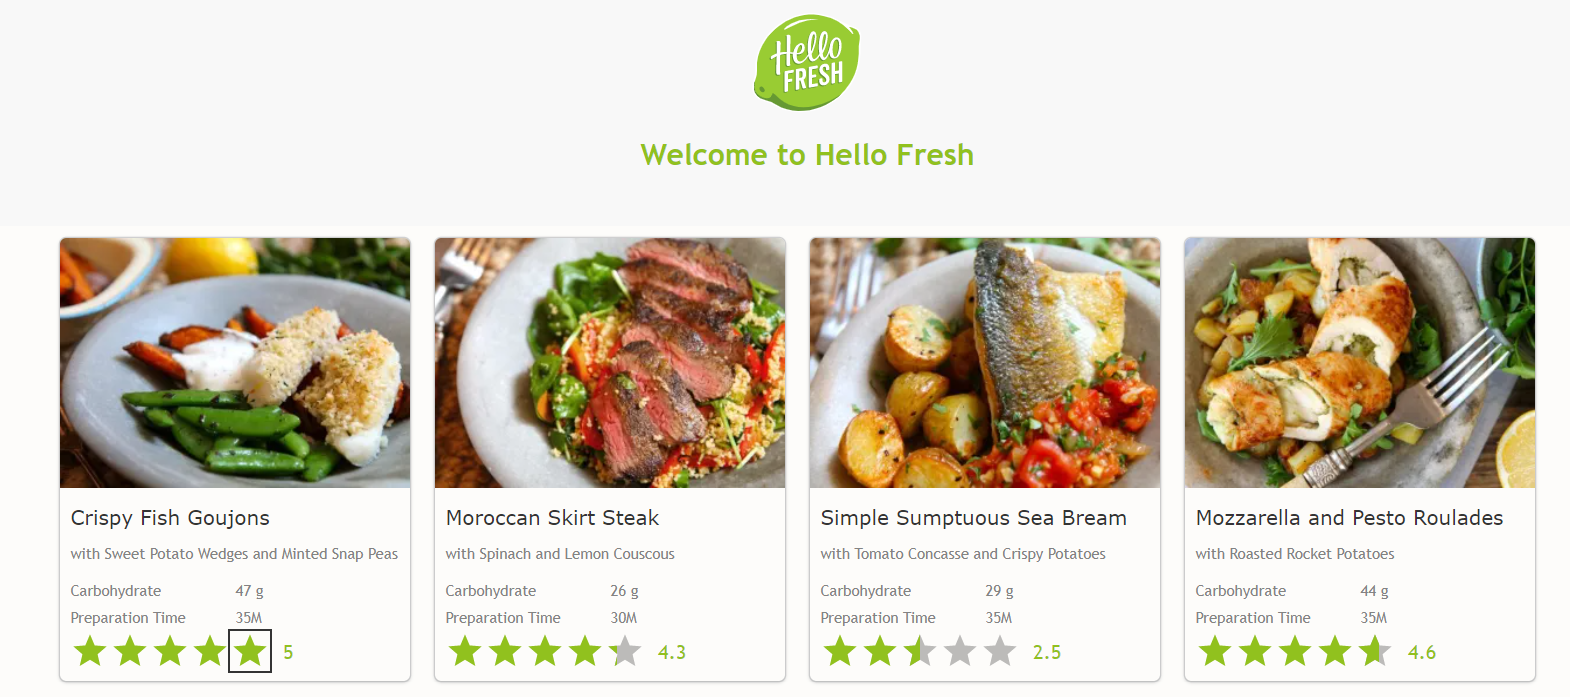 Hello
FRESH
Welcome to Hello Fresh
Crispy Fish Goujons
with Sweet Potato Wedges and Minted Snap Peas
Carbohydrate 47 g
Preparation Time 35M
5
Moroccan Skirt Steak
with Spinach and Lemon Couscous
Carbohydrate 26 g
Preparation Time 30M
4.3
Simple Sumptuous Sea Bream
with Tomato Concasse and Crispy Potatoes
Carbohydrate 29 g
Preparation Time 35M
2.5
Mozzarella and Pesto Roulades
with Roasted Rocket Potatoes
Carbohydrate 44 g
Preparation Time 35M
4.6